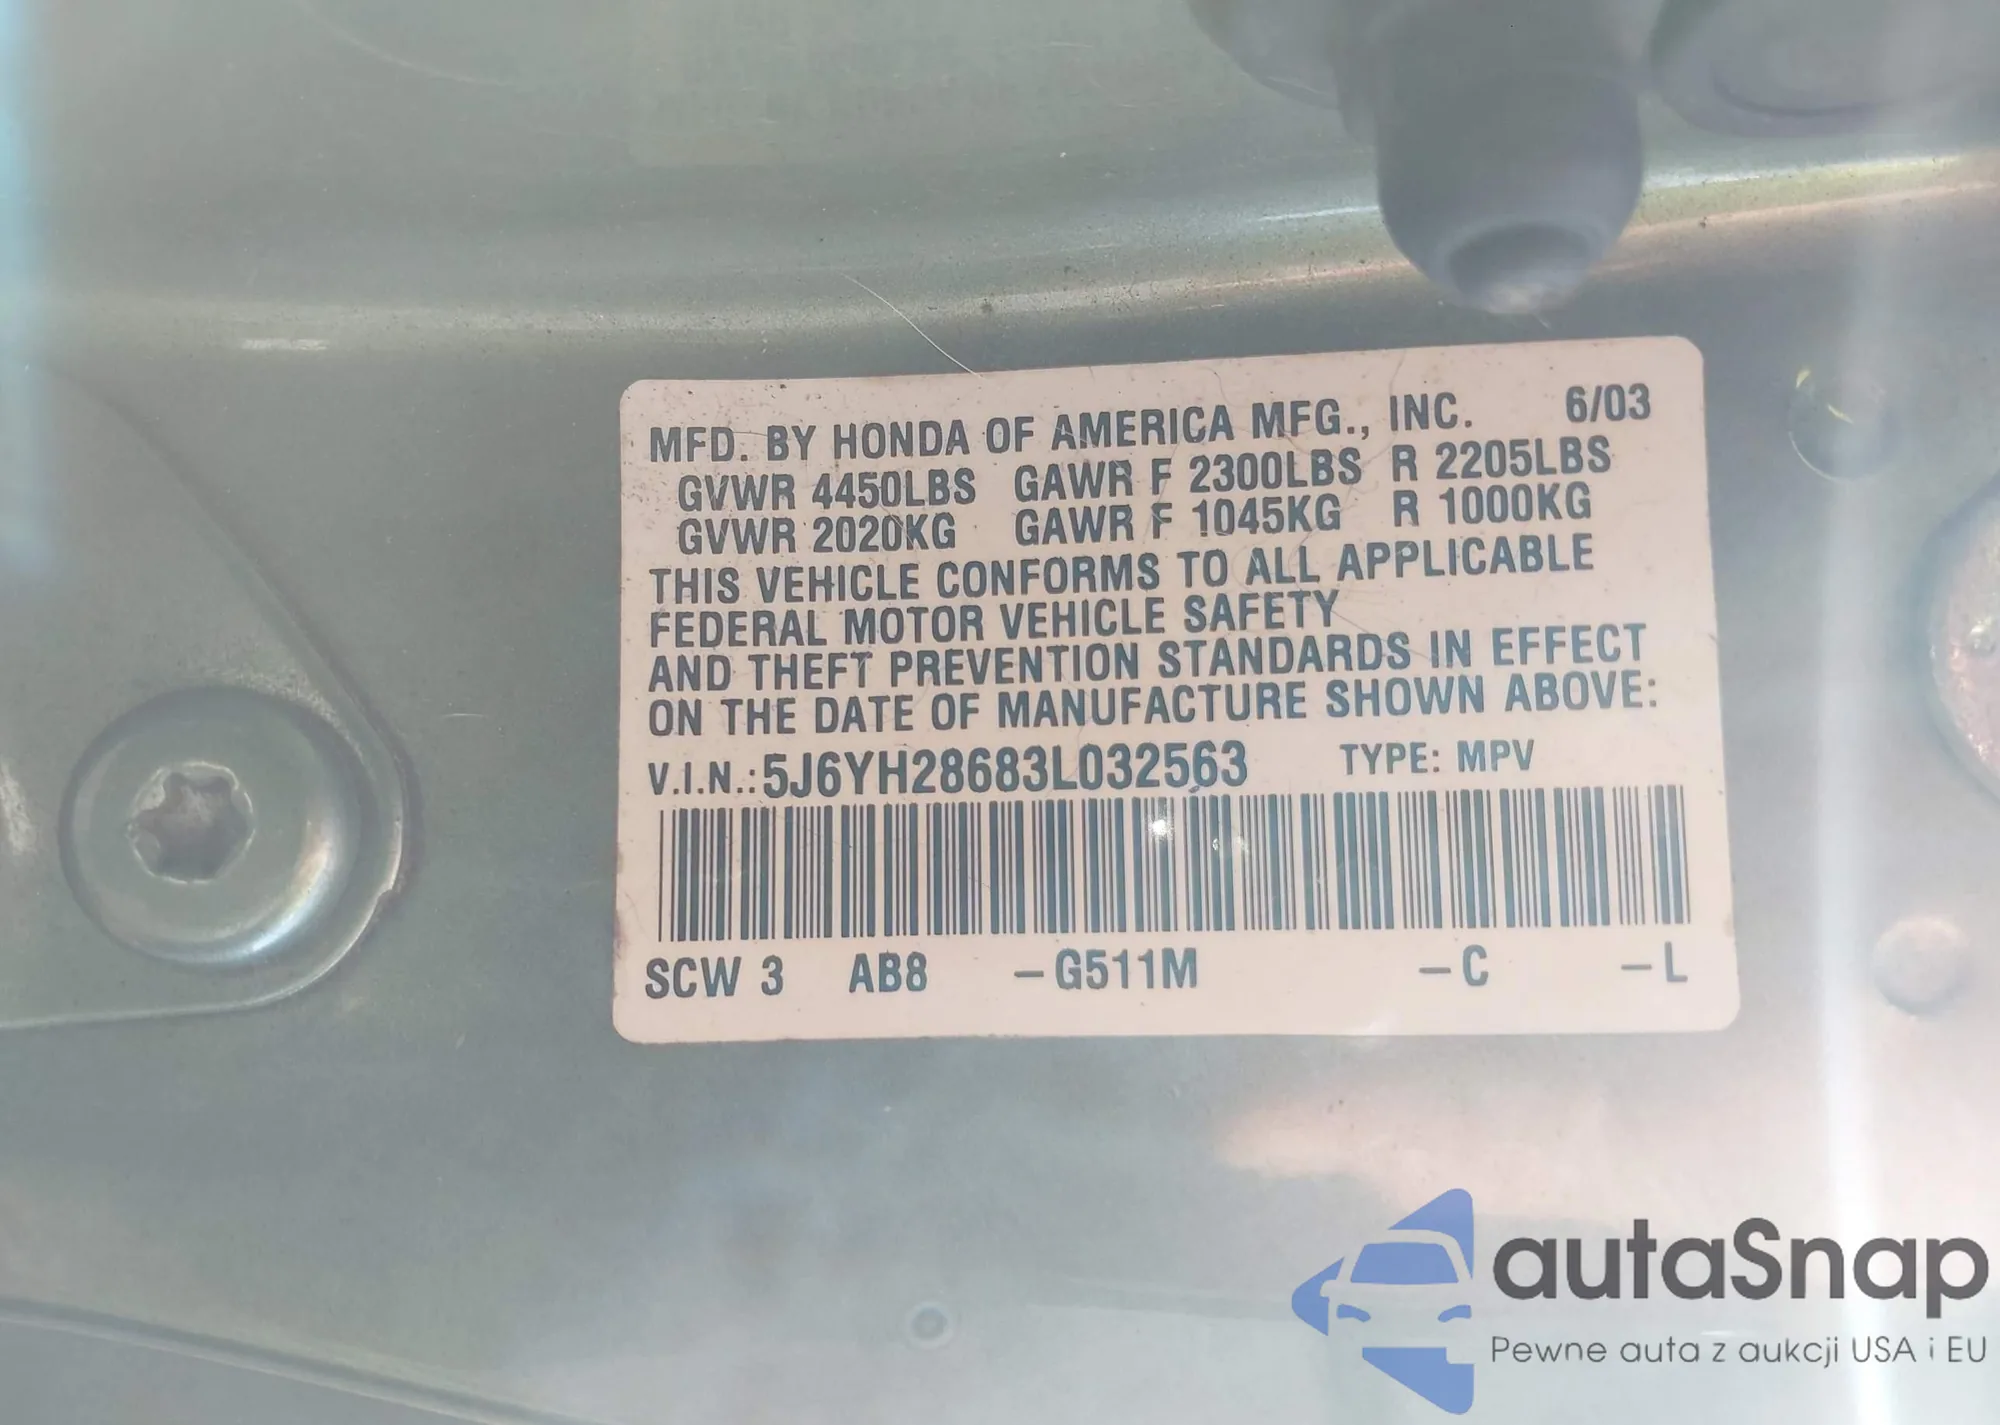 MFD. BY HONDA OF AMERICA MFG., INC. 6/03
GVWR 4450LBS GAWR F 2300LBS R 2205LBS
GVWR 2020KG GAWR F 1045KG R 1000KG
THIS VEHICLE CONFORMS TO ALL APPLICABLE
FEDERAL MOTOR VEHICLE SAFETY
AND THEFT PREVENTION STANDARDS IN EFFECT
ON THE DATE OF MANUFACTURE SHOWN ABOVE:
V.I.N.: 5J6YH28683L032563 TYPE: MPV
SCW 3 AB8 –G511M –C –L
autaSnap
Pewne auta z aukcji USA i EU